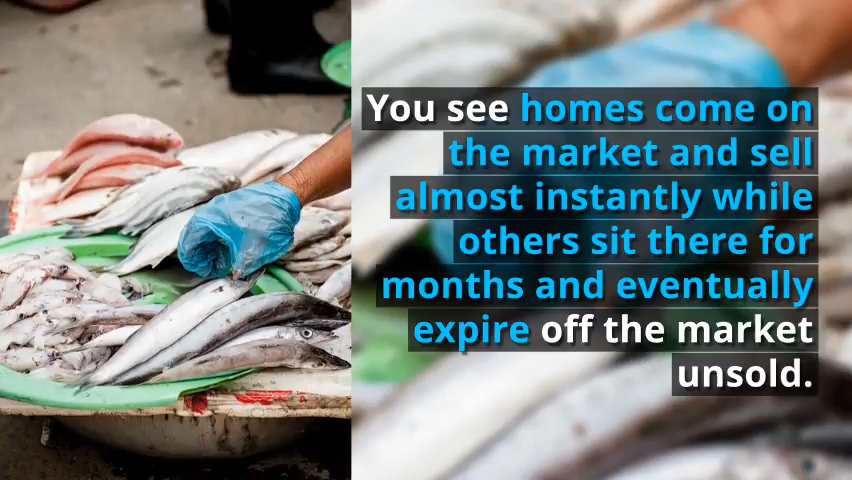 You see homes come on
the market and sell
almost instantly while
others sit there for
months and eventually
expire off the market
unsold.